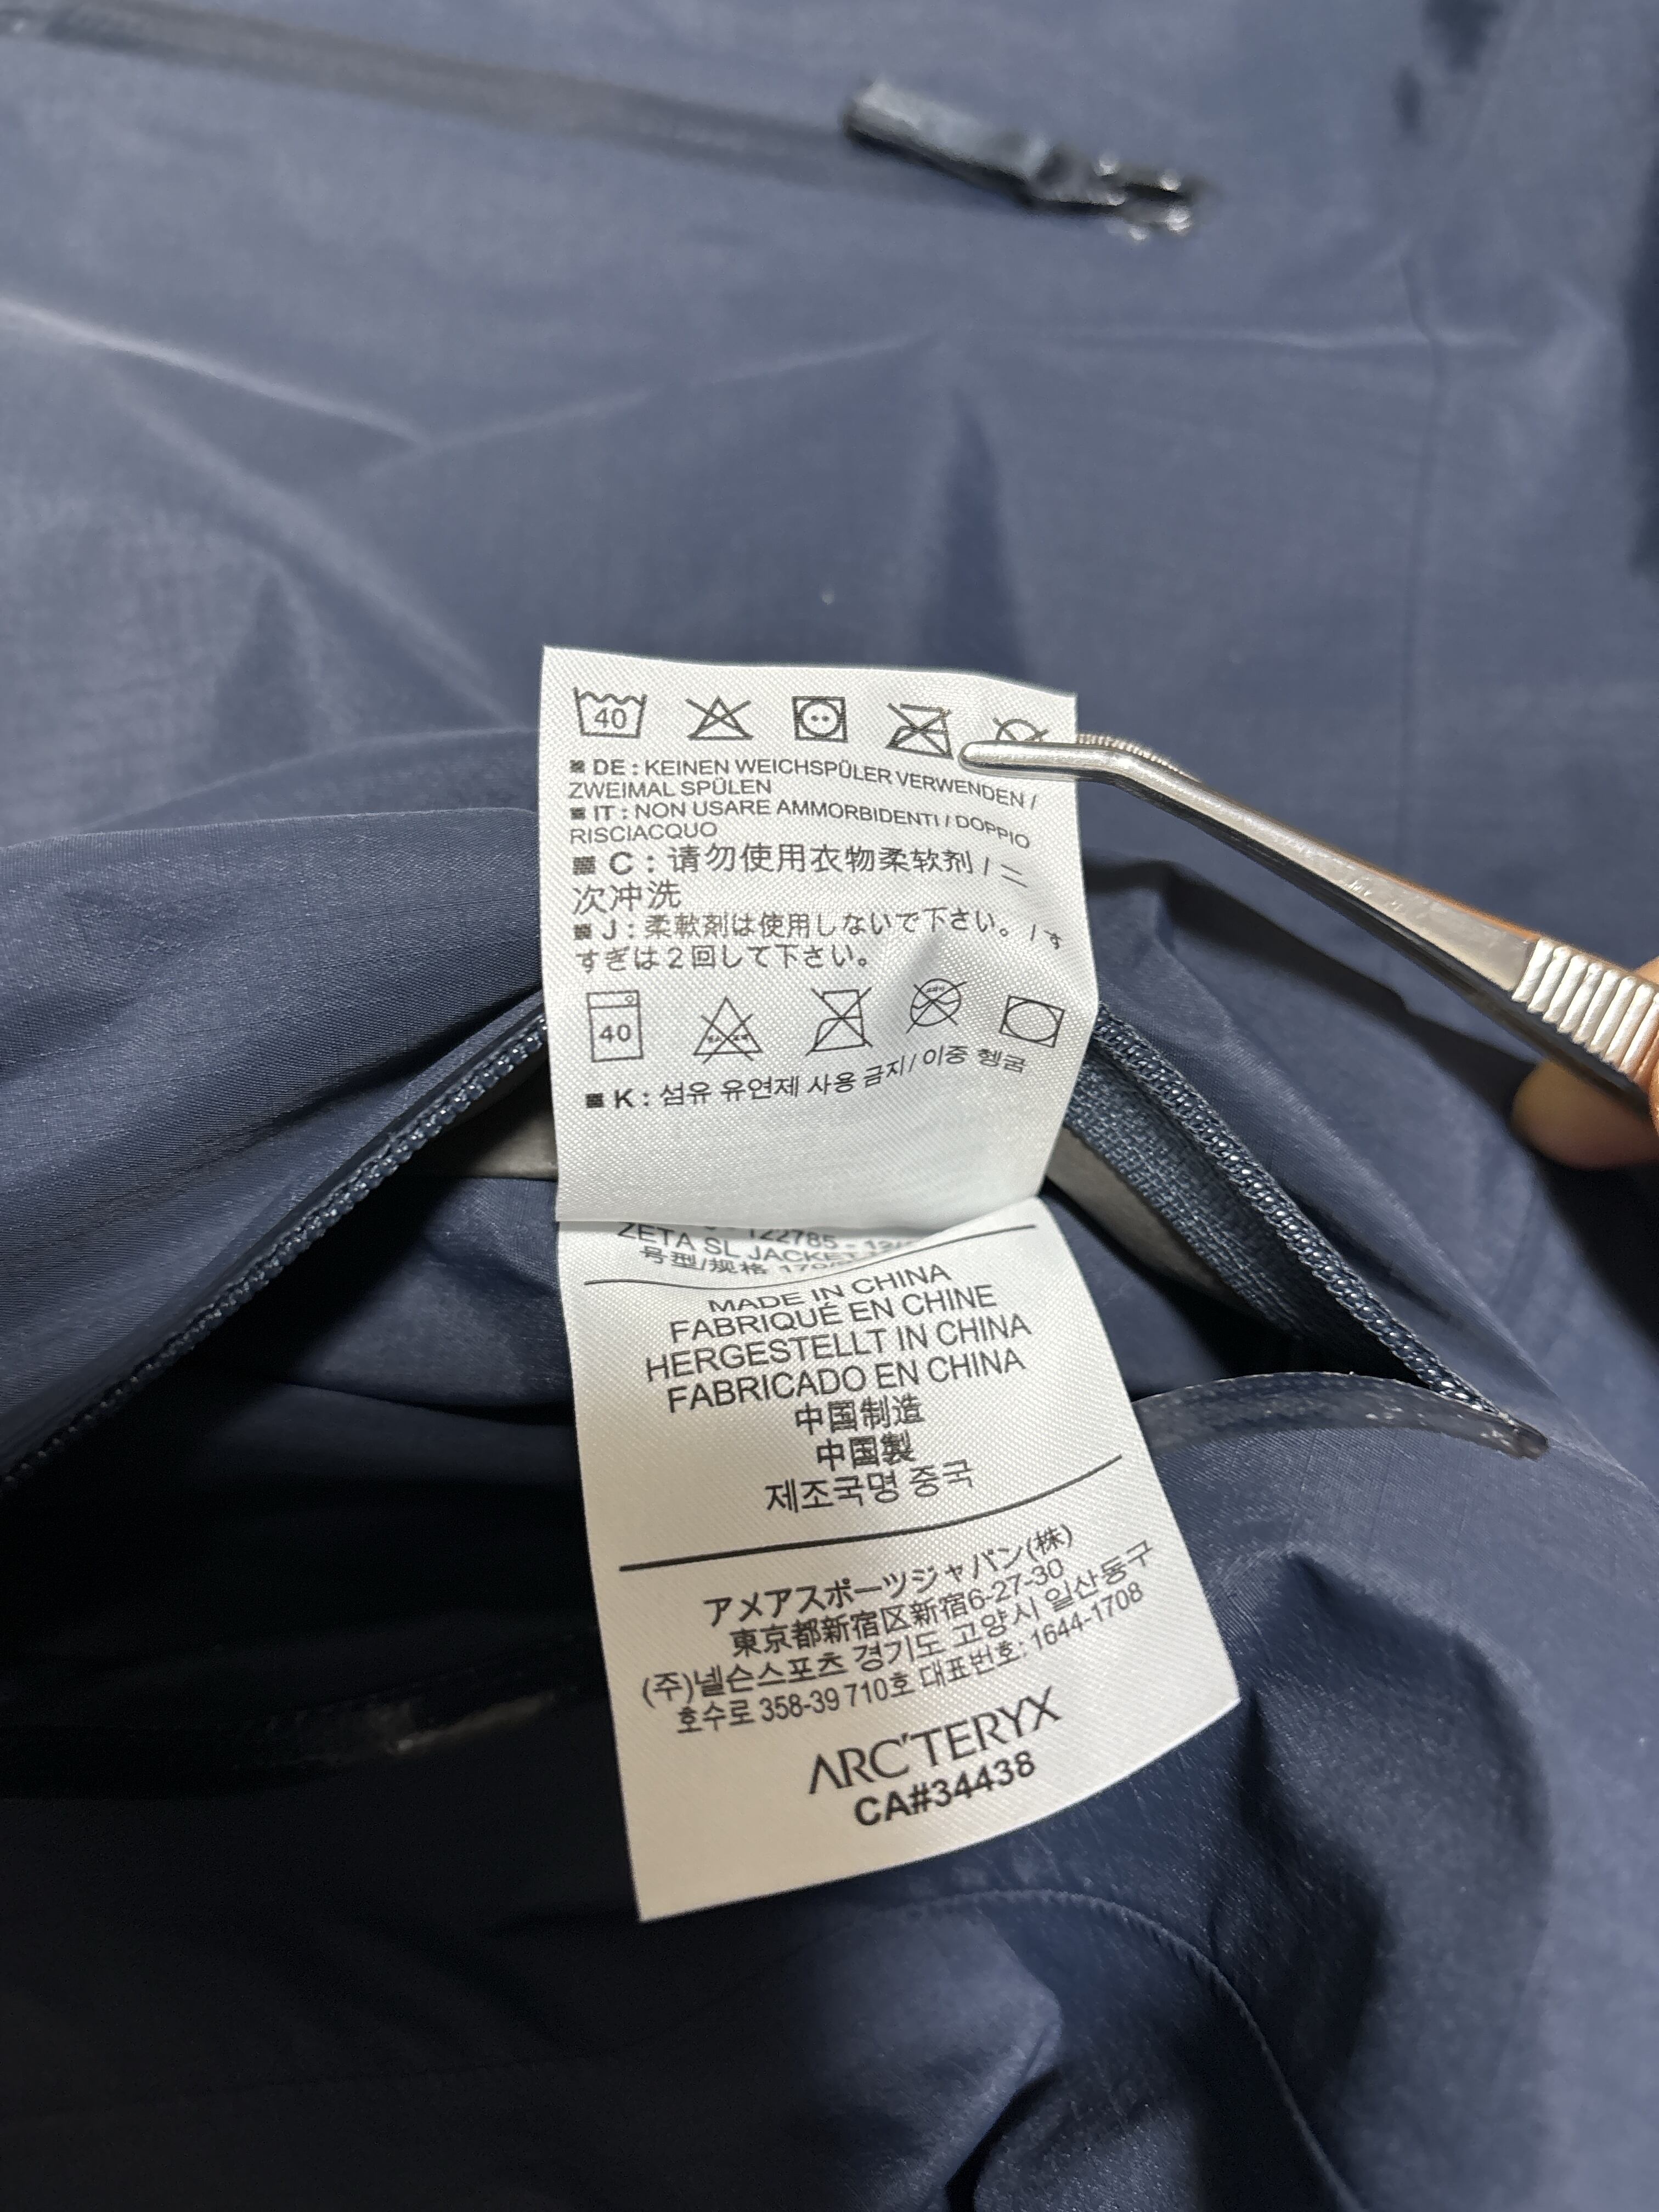 40
■ DE : KEINEN WEICHSPÜLER VERWENDEN /
ZWEIMAL SPÜLEN
■ IT : NON USARE AMMORBIDENTI / DOPPIO
RISCIACQUO
■ C : 请勿使用衣物柔软剂 / 二
次冲洗
■ J : 柔軟剤は使用しないで下さい。 / す
すぎは2回して下さい。
40
■ K : 섬유 유연제 사용 금지/ 이중 헹굼
122785 -
ZETA SL JACKET
号型/规格 170/
MADE IN CHINA
FABRIQUÉ EN CHINE
HERGESTELLT IN CHINA
FABRICADO EN CHINA
中国制造
中国製
제조국명 중국
アメアスポーツジャパン(株)
東京都新宿区新宿6-27-30
(주)넬슨스포츠 경기도 고양시 일산동구
호수로 358-39 710호 대표번호: 1644-1708
ARC'TERYX
CA#34438